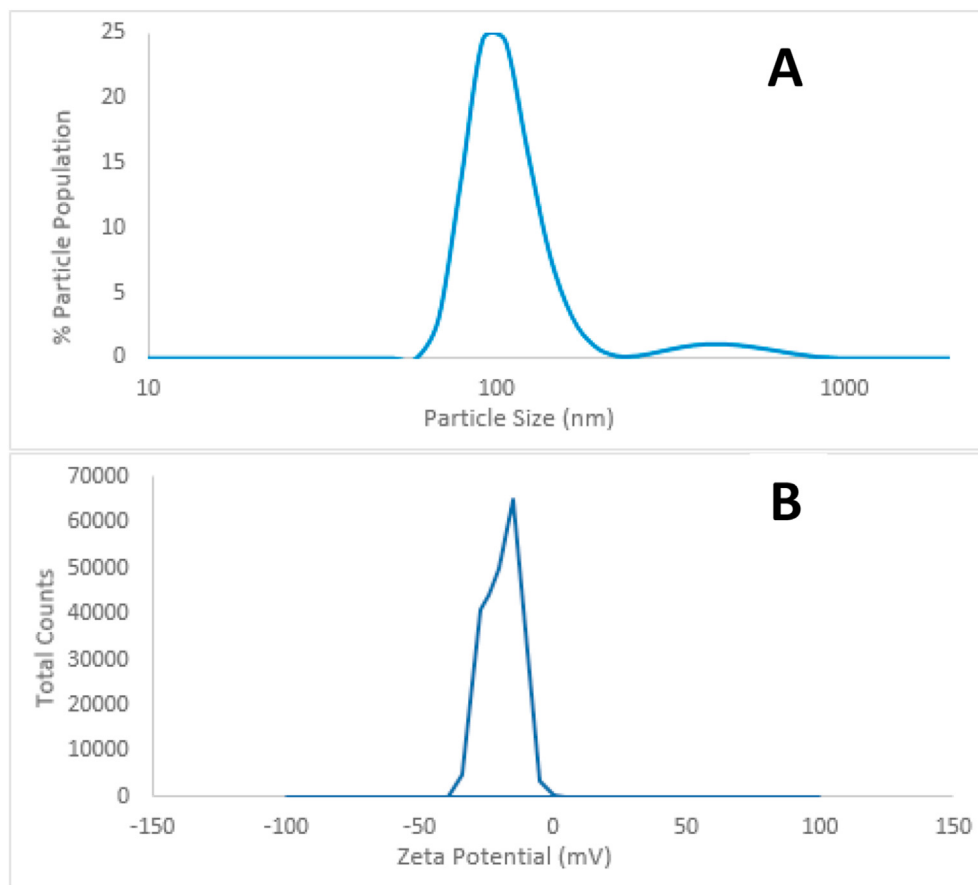 A
% Particle Population
25
20
15
10
5
0
10 100 1000
Particle Size (nm)
B
Total Counts
70000
60000
50000
40000
30000
20000
10000
0
-150 -100 -50 0 50 100 150
Zeta Potential (mV)